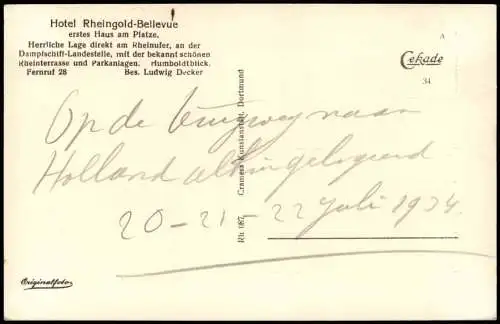 Hotel Rheingold-Bellevue
erstes Haus am Platze.
Herrliche Lage direkt am Rheinufer, an der
Dampfschiff-Landestelle, mit der bekannt schönen
Rheinterrasse und Parkanlagen. Humboldtblick.
Fernruf 28 Bes. Ludwig Decker
A
Cekade
34
Op de terugweg naar
Holland alhier gelogeerd
20-21-22 Juli 1934.
Rh 087. Cramers Kunstanstalt, Dortmund
Originalfoto